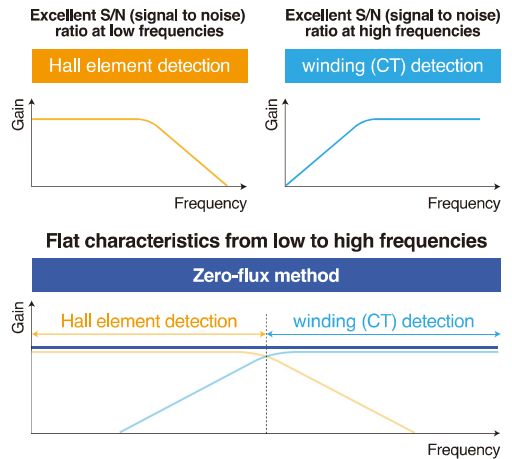 Excellent S/N (signal to noise)
ratio at low frequencies
Hall element detection
Gain
Frequency
Excellent S/N (signal to noise)
ratio at high frequencies
winding (CT) detection
Gain
Frequency
Flat characteristics from low to high frequencies
Zero-flux method
Gain
Hall element detection
winding (CT) detection
Frequency